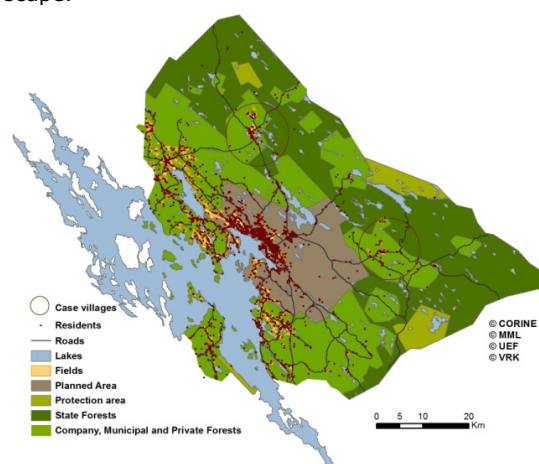 Case villages
Residents
Roads
Lakes
Fields
Planned Area
Protection area
State Forests
Company, Municipal and Private Forests
© CORINE
© MML
© UEF
© VRK
0 5 10 20
Km